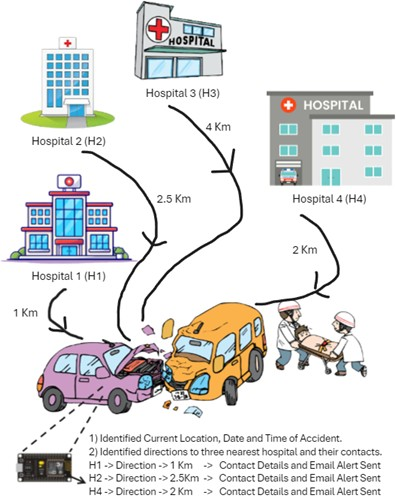 HOSPITAL
Hospital 3 (H3)
HOSPITAL
Hospital 2 (H2)
4 Km
2.5 Km
Hospital 4 (H4)
Hospital 1 (H1)
2 Km
1 Km
1) Identified Current Location, Date and Time of Accident.
2) Identified directions to three nearest hospital and their contacts.
H1 -> Direction -> 1 Km -> Contact Details and Email Alert Sent
H2 -> Direction -> 2.5Km -> Contact Details and Email Alert Sent
H4 -> Direction -> 2 Km -> Contact Details and Email Alert Sent